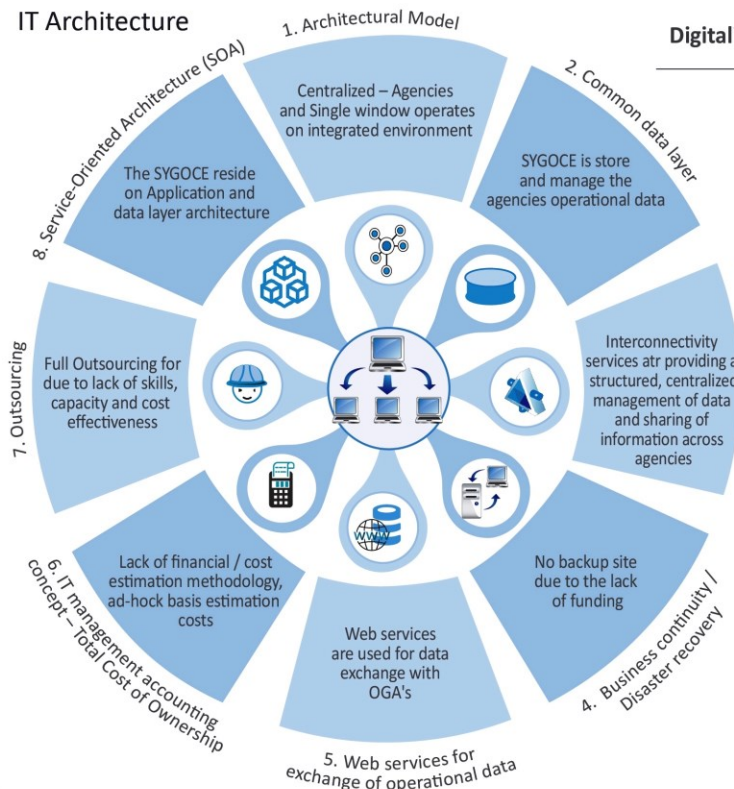 IT Architecture
Digital
1. Architectural Model
Centralized – Agencies
and Single window operates
on integrated environment
2. Common data layer
SYGOCE is store
and manage the
agencies operational data
Interconnectivity
services atr providing a
structured, centralized
management of data
and sharing of
information across
agencies
4. Business continuity /
Disaster recovery
No backup site
due to the lack
of funding
5. Web services for
exchange of operational data
Web services
are used for data
exchange with
OGA's
WWW
6. IT management accounting
concept – Total Cost of Ownership
Lack of financial / cost
estimation methodology,
ad-hock basis estimation
costs
7. Outsourcing
Full Outsourcing for
due to lack of skills,
capacity and cost
effectiveness
8. Service-Oriented Architecture (SOA)
The SYGOCE reside
on Application and
data layer architecture